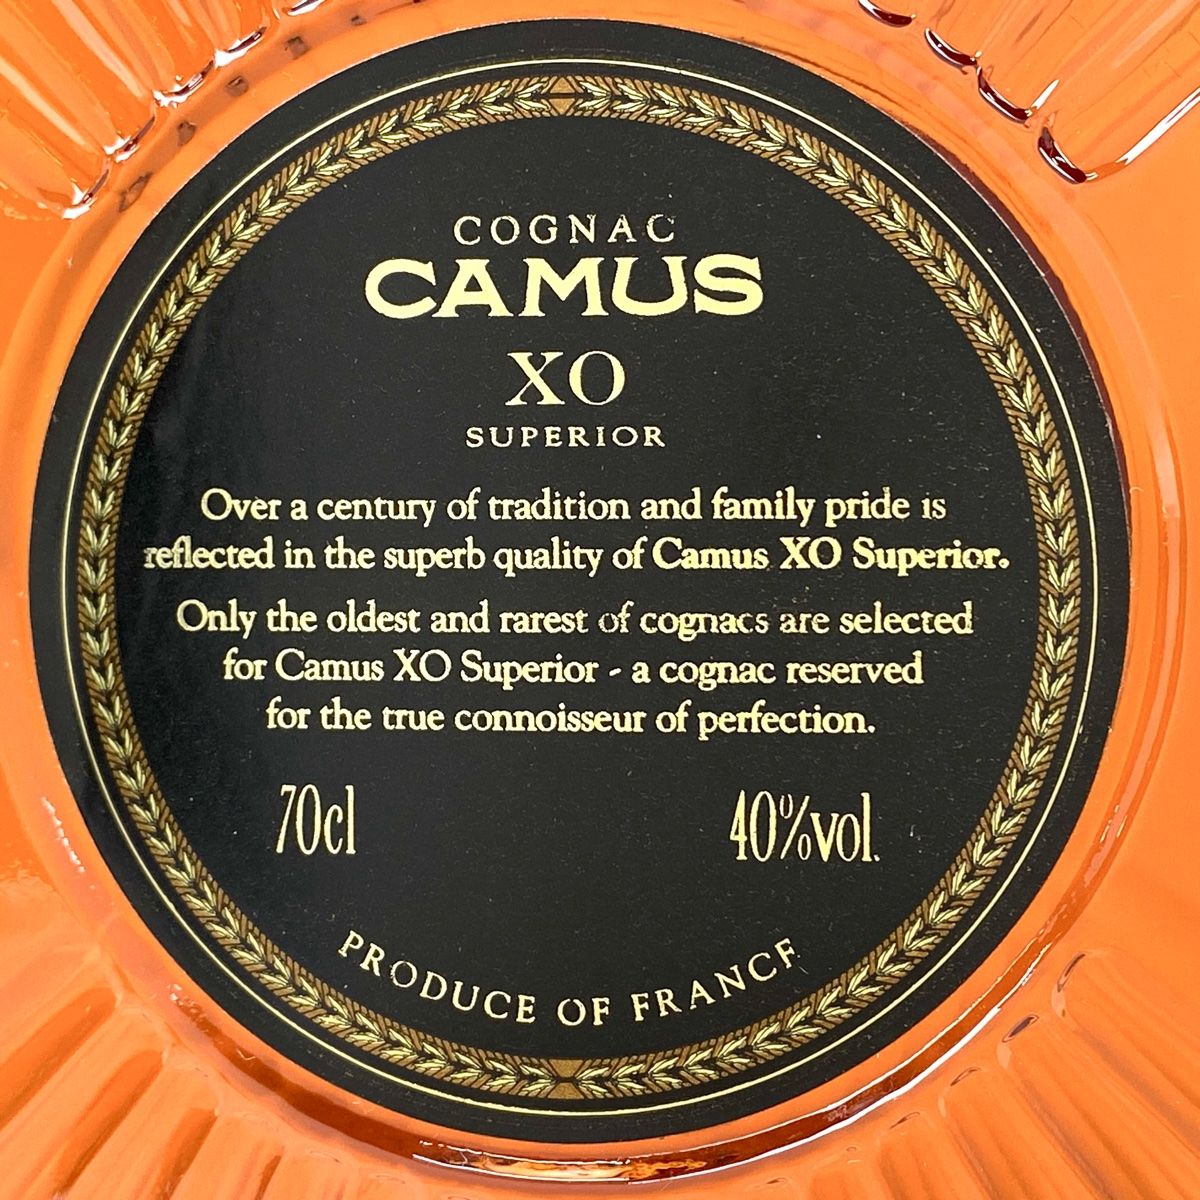 COGNAC
CAMUS
XO
SUPERIOR
Over a century of tradition and family pride is
reflected in the superb quality of Camus XO Superior.
Only the oldest and rarest of cognacs are selected
for Camus XO Superior - a cognac reserved
for the true connoisseur of perfection.
70cl 40%vol.
PRODUCE OF FRANCE